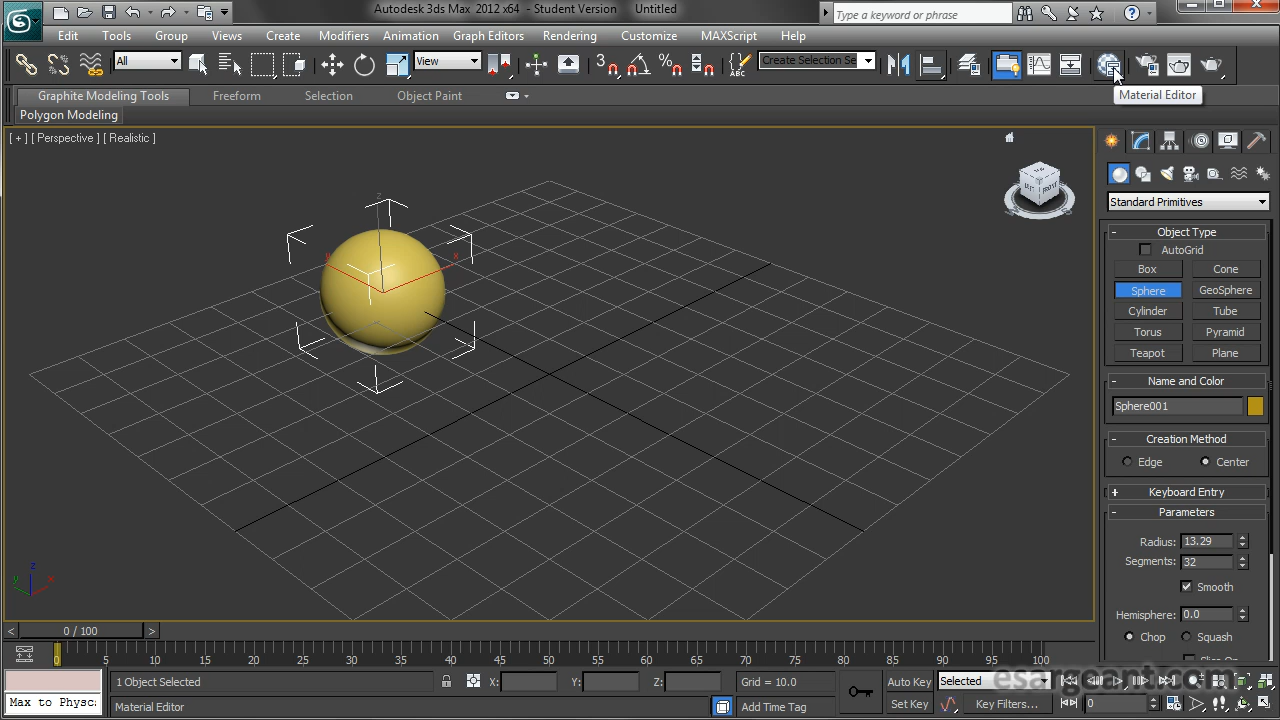 Autodesk 3ds Max 2012 x64 - Student Version Untitled
Type a keyword or phrase
Edit Tools Group Views Create Modifiers Animation Graph Editors Rendering Customize MAXScript Help
All View Create Selection Se
Material Editor
Graphite Modeling Tools Freeform Selection Object Paint
Polygon Modeling
[ + ] [ Perspective ] [ Realistic ]
z
y x
z
y x
Standard Primitives
- Object Type
AutoGrid
Box Cone
Sphere GeoSphere
Cylinder Tube
Torus Pyramid
Teapot Plane
- Name and Color
Sphere001
- Creation Method
Edge Center
+ Keyboard Entry
- Parameters
Radius: 13.29
Segments: 32
Smooth
Hemisphere: 0.0
Chop Squash
< 0 / 100 >
0 5 10 15 20 25 30 35 40 45 50 55 60 65 70 75 80 85 90 95 100
1 Object Selected X: Y: Z: Grid = 10.0 Auto Key Selected
esargeant.com
Max to Physc Material Editor Add Time Tag Set Key Key Filters... 0